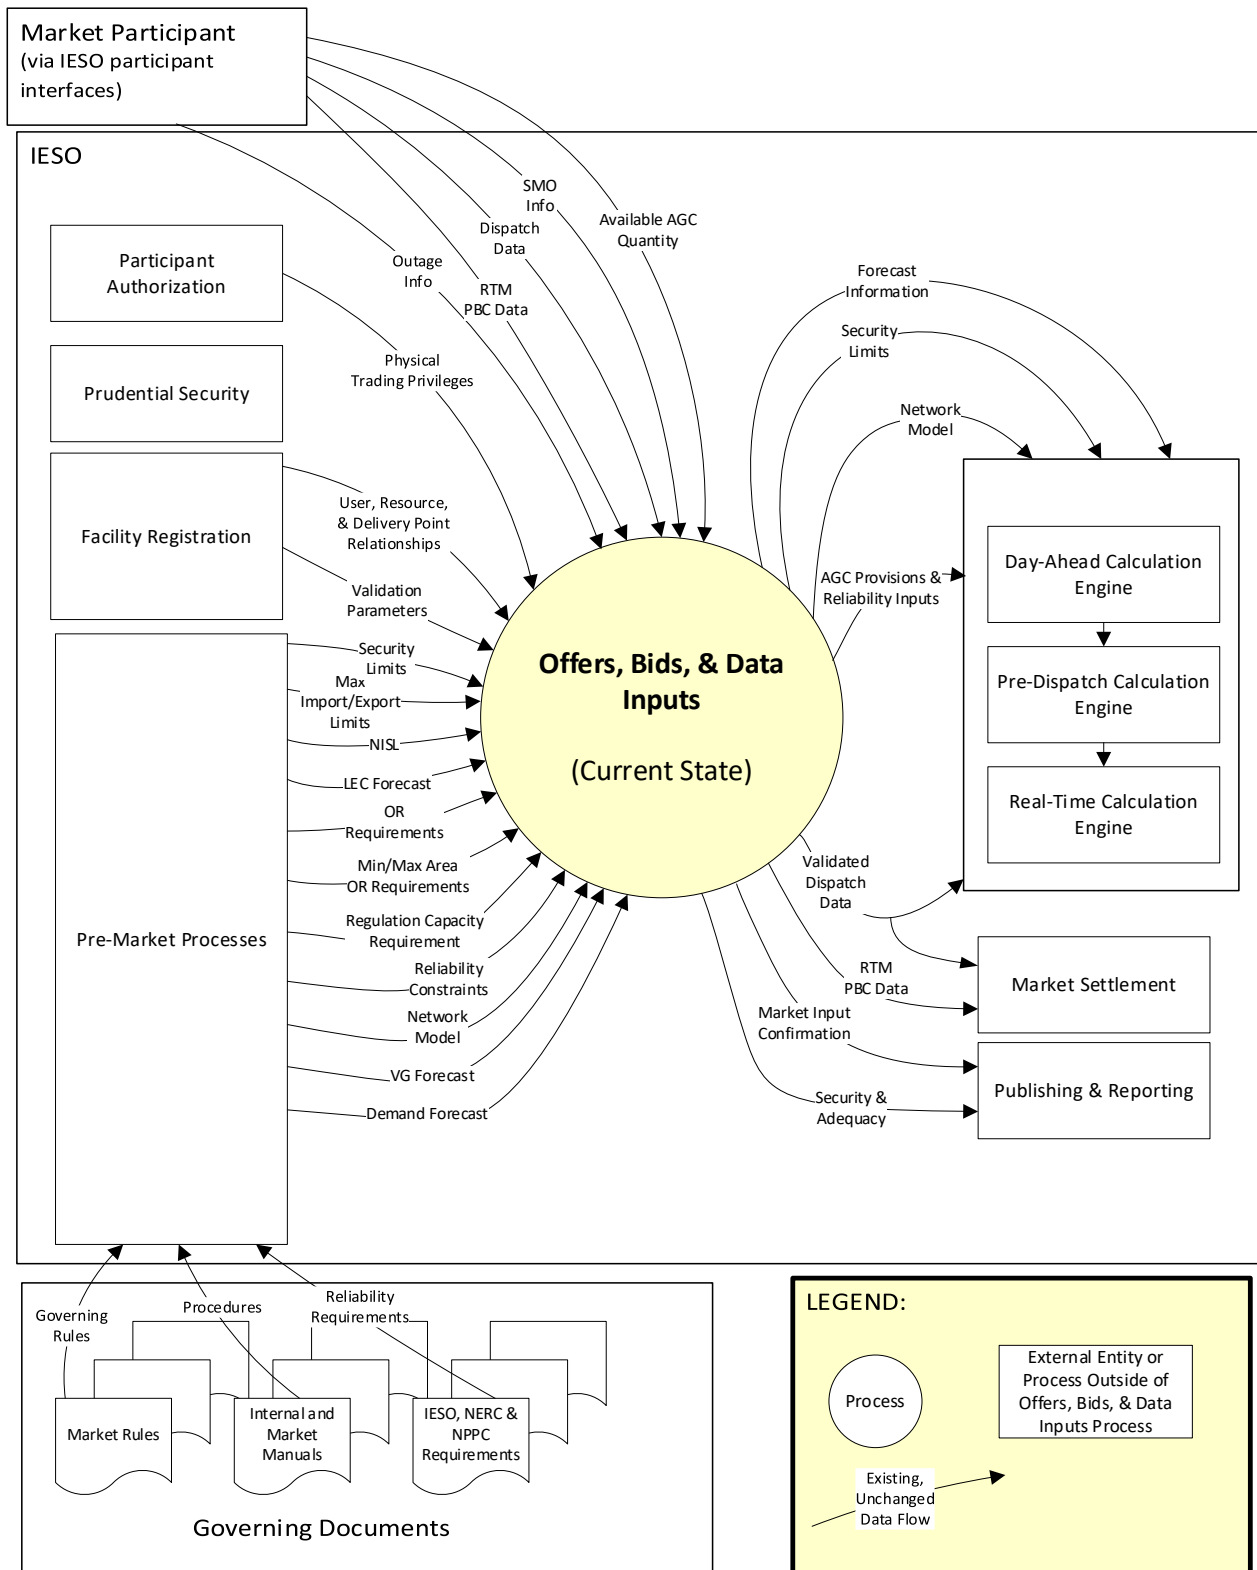 Market Participant
(via IESO participant
interfaces)
IESO
SMO
Info
Available AGC
Quantity
Dispatch
Data
Outage
Info
RTM
PBC Data
Participant
Authorization
Physical
Trading Privileges
Prudential Security
Facility Registration
User, Resource,
& Delivery Point
Relationships
Validation
Parameters
Forecast
Information
Security
Limits
Network
Model
AGC Provisions &
Reliability Inputs
Day-Ahead Calculation
Engine
Pre-Dispatch Calculation
Engine
Real-Time Calculation
Engine
Offers, Bids, & Data
Inputs
(Current State)
Pre-Market Processes
Security
Limits
Max
Import/Export
Limits
NISL
LEC Forecast
OR
Requirements
Min/Max Area
OR Requirements
Regulation Capacity
Requirement
Reliability
Constraints
Network
Model
VG Forecast
Demand Forecast
Validated
Dispatch
Data
RTM
PBC Data
Market Input
Confirmation
Security &
Adequacy
Market Settlement
Publishing & Reporting
Governing
Rules
Procedures
Reliability
Requirements
Market Rules
Internal and
Market
Manuals
IESO, NERC &
NPPC
Requirements
Governing Documents
LEGEND:
Process
External Entity or
Process Outside of
Offers, Bids, & Data
Inputs Process
Existing,
Unchanged
Data Flow